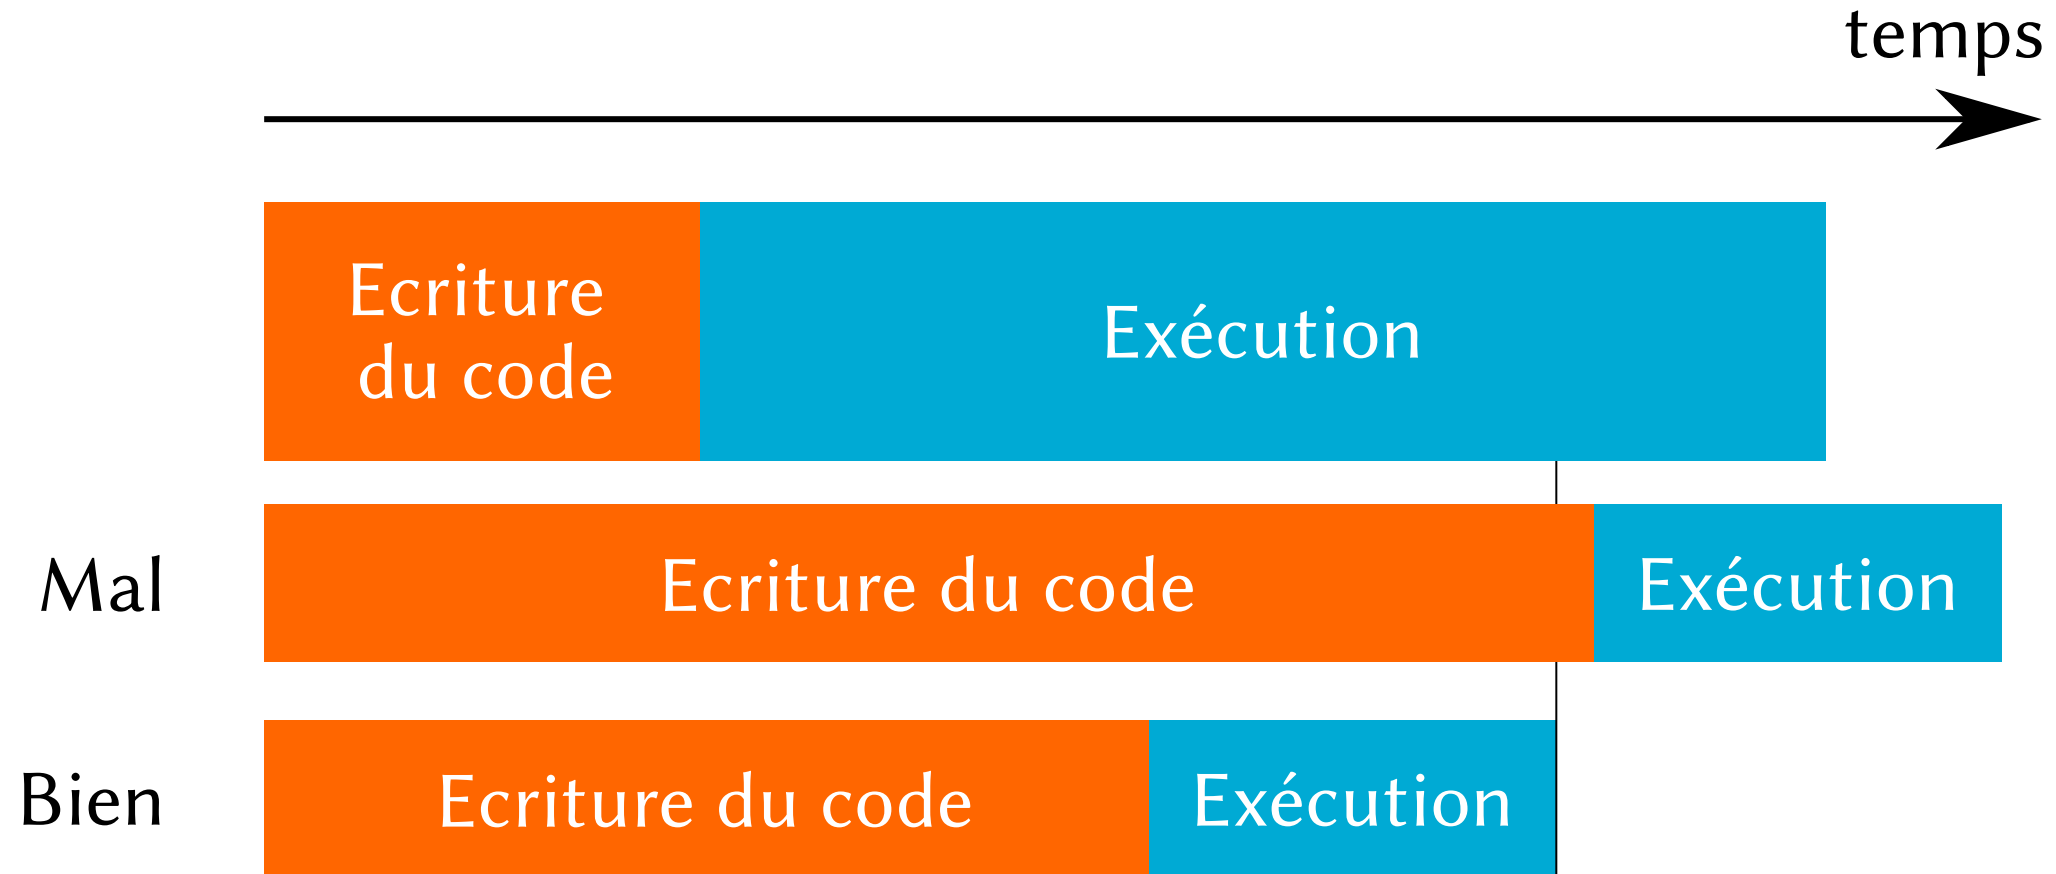 temps
Ecriture
du code
Exécution
Mal
Ecriture du code
Exécution
Bien
Ecriture du code
Exécution